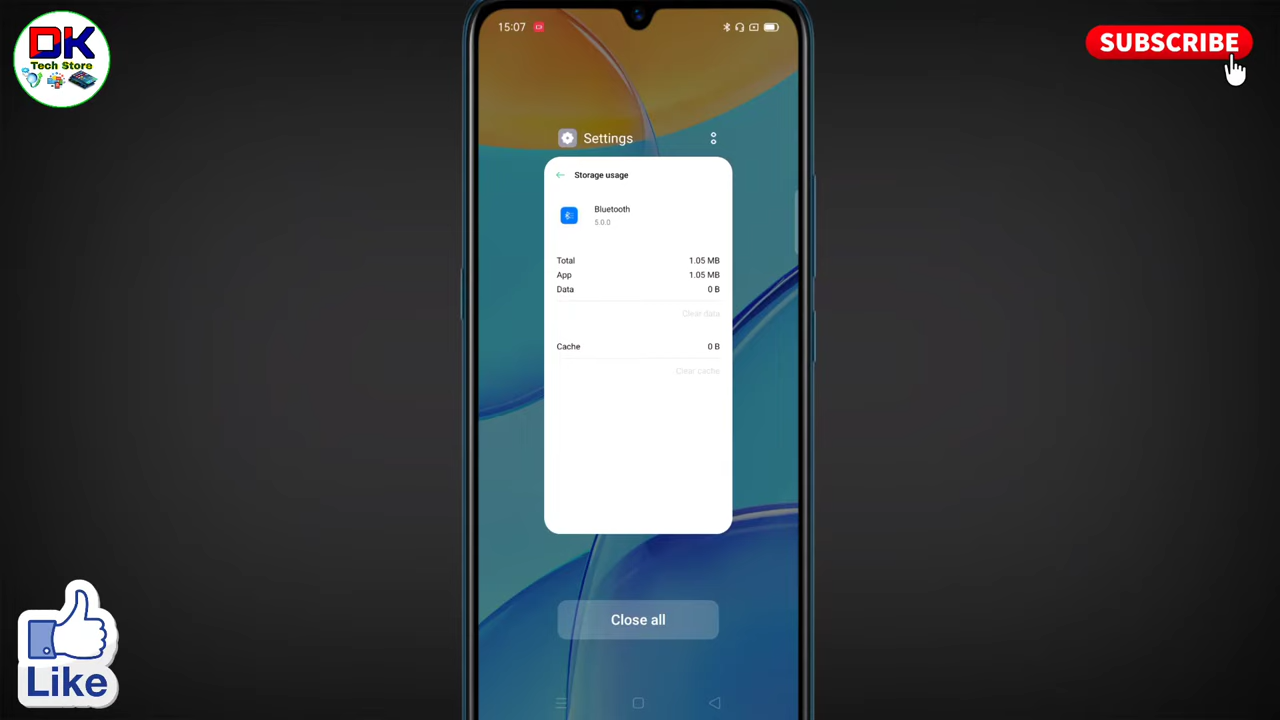 DK
Tech Store
SUBSCRIBE
15:07
Settings
Storage usage
Bluetooth
5.0.0
Total 1.05 MB
App 1.05 MB
Data 0 B
Clear data
Cache 0 B
Clear cache
Close all
Like